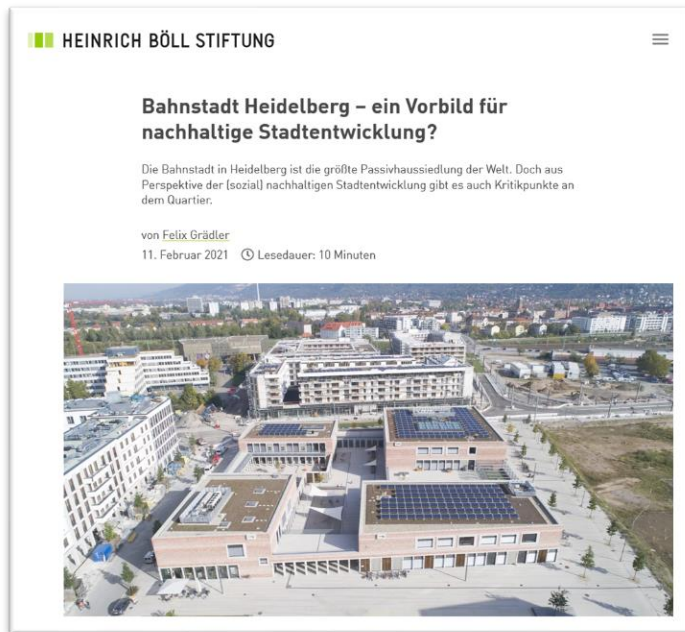 HEINRICH BÖLL STIFTUNG
Bahnstadt Heidelberg – ein Vorbild für
nachhaltige Stadtentwicklung?
Die Bahnstadt in Heidelberg ist die größte Passivhaussiedlung der Welt. Doch aus
Perspektive der (sozial) nachhaltigen Stadtentwicklung gibt es auch Kritikpunkte an
dem Quartier.
von Felix Grädler
11. Februar 2021 Lesedauer: 10 Minuten